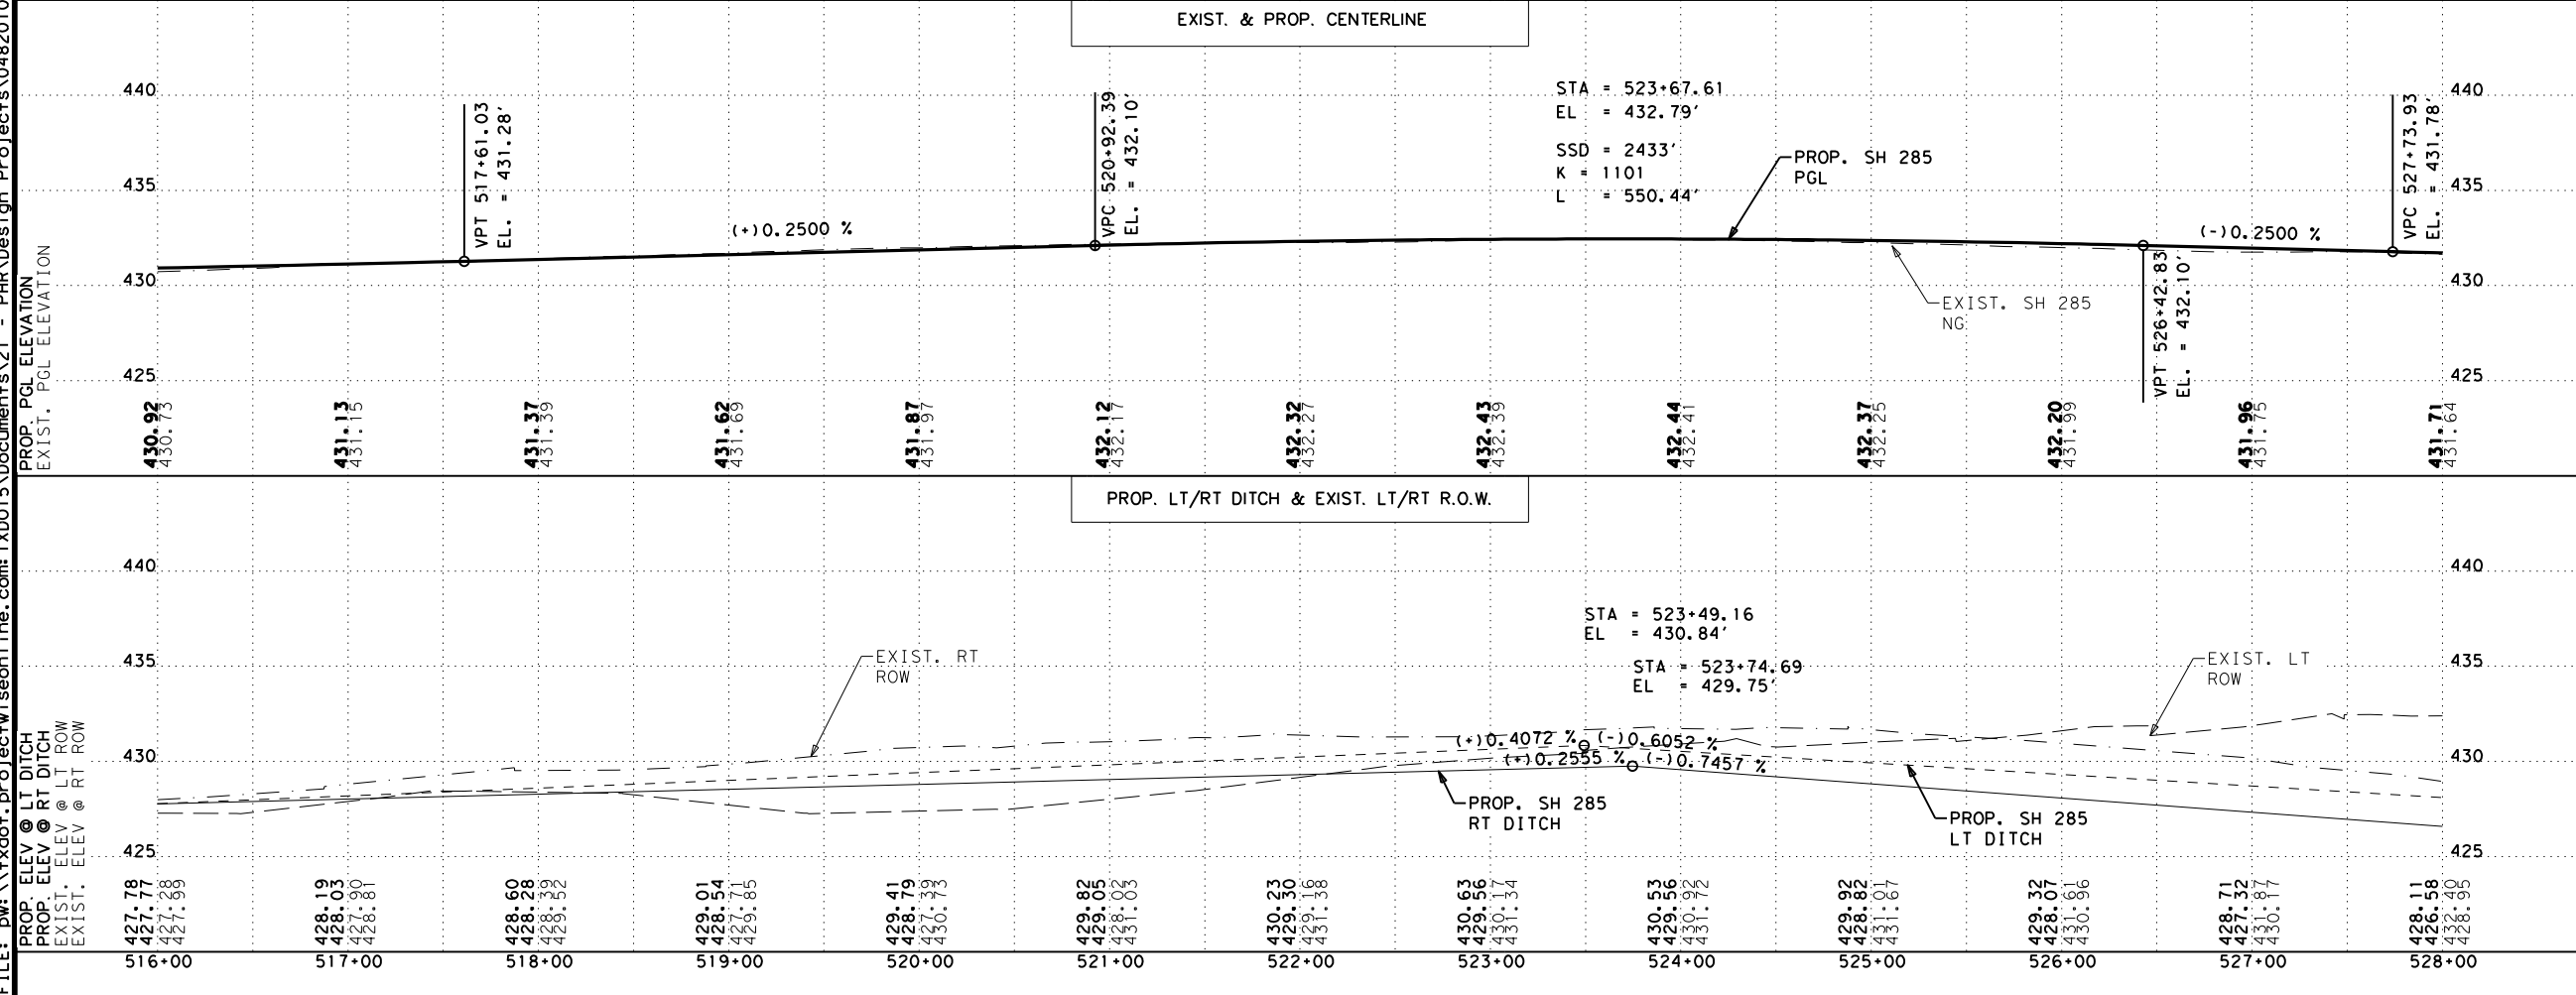 EXIST. & PROP. CENTERLINE
440
435
430
425
440
435
430
425
VPT 517+61.03
EL. = 431.28'
(+)0.2500 %
VPC 520+92.39
EL. = 432.10'
STA = 523+67.61
EL = 432.79'
SSD = 2433'
K = 1101
L = 550.44'
PROP. SH 285
PGL
EXIST. SH 285
NG
VPT 526+42.83
EL. = 432.10'
(-)0.2500 %
VPC 527+73.93
EL. = 431.78'
PROP. PGL ELEVATION
EXIST. PGL ELEVATION
430.92
430.73
431.13
431.15
431.37
431.39
431.62
431.69
431.87
431.97
432.12
432.17
432.32
432.27
432.43
432.39
432.44
432.41
432.37
432.25
432.20
431.99
431.96
431.75
431.71
431.64
PROP. LT/RT DITCH & EXIST. LT/RT R.O.W.
440
435
430
425
440
435
430
425
EXIST. RT
ROW
STA = 523+49.16
EL = 430.84'
STA = 523+74.69
EL = 429.75'
EXIST. LT
ROW
(+)0.4072 %
(-)0.6052 %
(+)0.2555 %
(-)0.7457 %
PROP. SH 285
RT DITCH
PROP. SH 285
LT DITCH
PROP. ELEV @ LT DITCH
PROP. ELEV @ RT DITCH
EXIST. ELEV @ LT ROW
EXIST. ELEV @ RT ROW
427.78
427.77
427.28
427.99
428.19
428.03
427.90
428.81
428.60
428.28
428.39
429.52
429.01
428.54
427.71
429.85
429.41
428.79
427.39
430.73
429.82
429.05
428.02
431.03
430.23
429.30
429.16
431.38
430.63
429.56
430.17
431.34
430.53
429.56
430.92
431.72
429.92
428.82
431.01
431.67
429.32
428.07
431.61
430.96
428.71
427.32
431.87
430.17
428.11
426.58
432.40
428.95
516+00 517+00 518+00 519+00 520+00 521+00 522+00 523+00 524+00 525+00 526+00 527+00 528+00